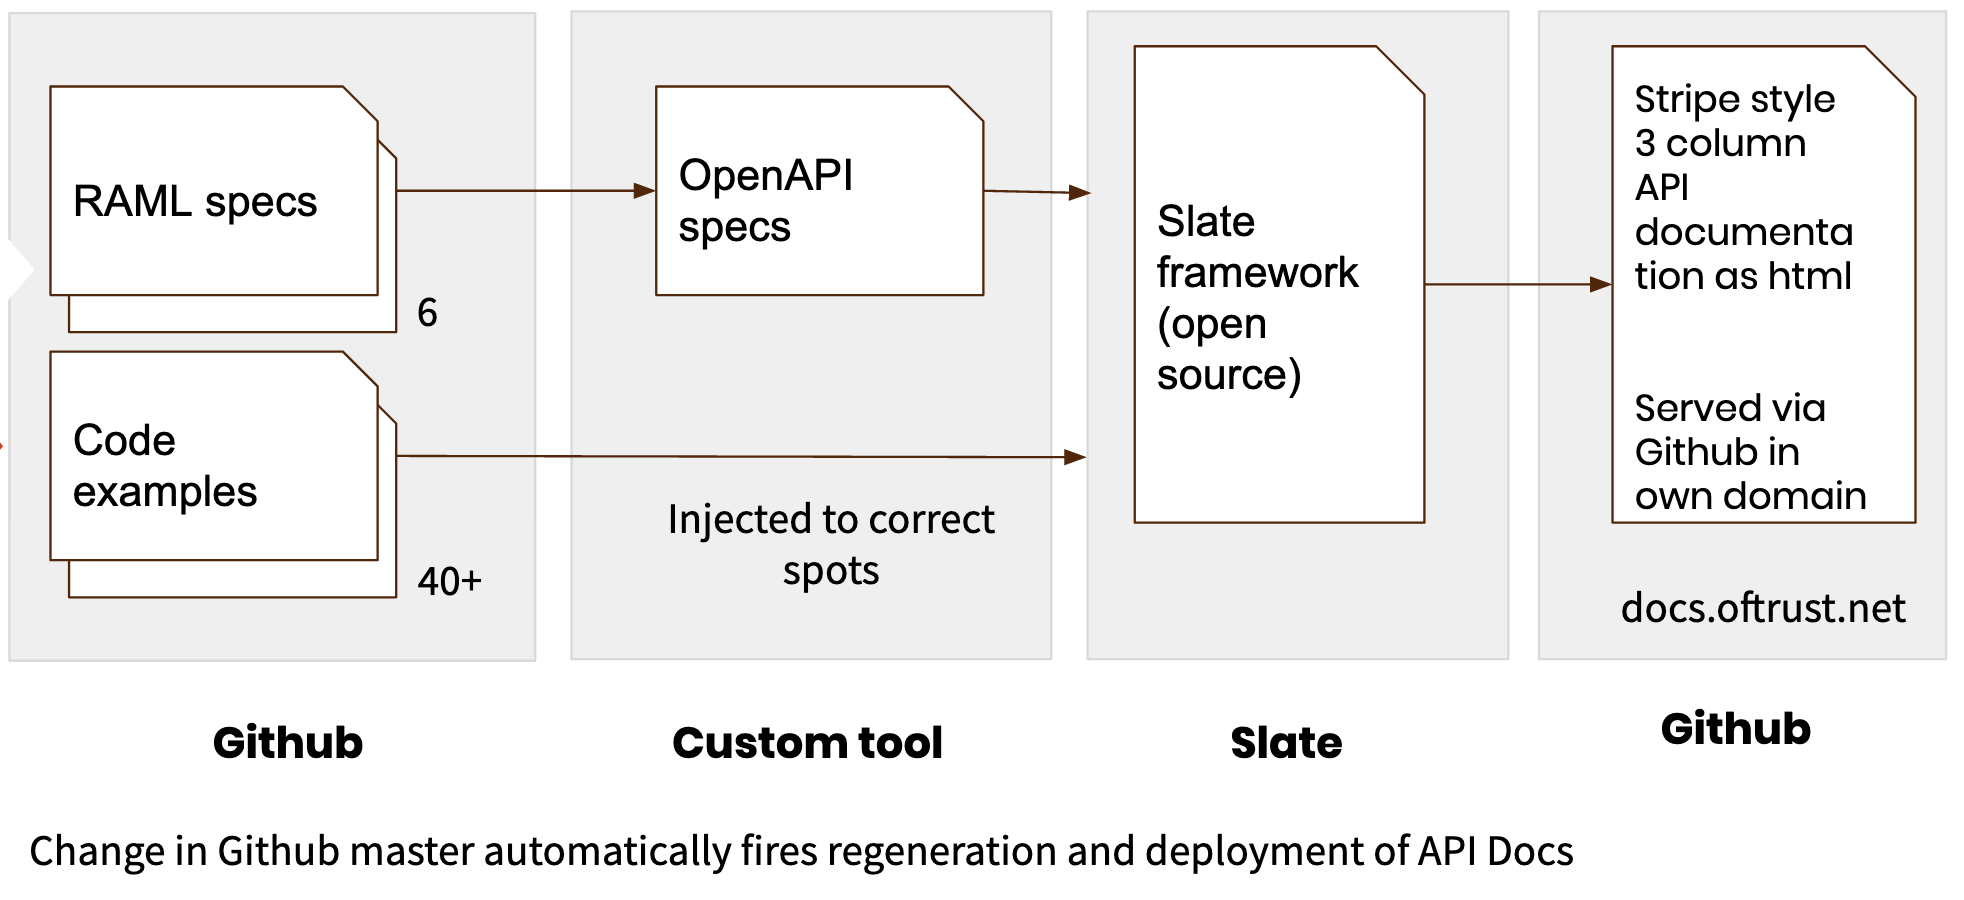 RAML specs
6
Code
examples
40+
OpenAPI
specs
Injected to correct
spots
Slate
framework
(open
source)
Stripe style
3 column
API
documenta
tion as html
Served via
Github in
own domain
docs.oftrust.net
Github
Custom tool
Slate
Github
Change in Github master automatically fires regeneration and deployment of API Docs